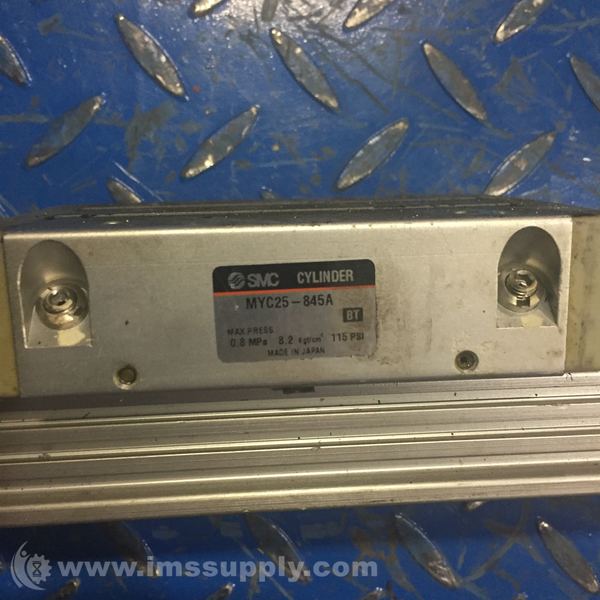 SMC CYLINDER
MYC25-845A
BT
MAX.PRESS
0.8 MPa 8.2 kgf/cm² 115 PSI
MADE IN JAPAN
www.imssupply.com